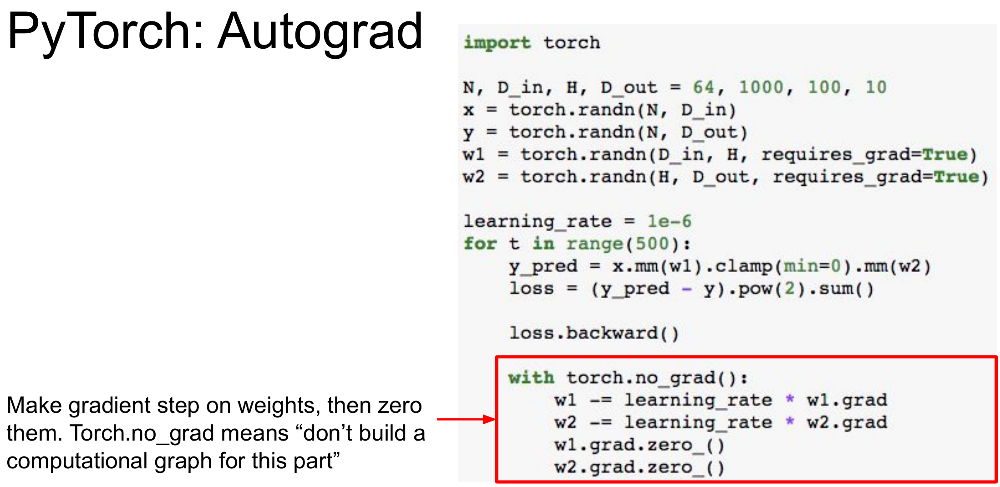 PyTorch: Autograd
import torch
N, D_in, H, D_out = 64, 1000, 100, 10
x = torch.randn(N, D_in)
y = torch.randn(N, D_out)
w1 = torch.randn(D_in, H, requires_grad=True)
w2 = torch.randn(H, D_out, requires_grad=True)
learning_rate = 1e-6
for t in range(500):
    y_pred = x.mm(w1).clamp(min=0).mm(w2)
    loss = (y_pred - y).pow(2).sum()
    loss.backward()
    with torch.no_grad():
        w1 -= learning_rate * w1.grad
        w2 -= learning_rate * w2.grad
        w1.grad.zero_()
        w2.grad.zero_()
Make gradient step on weights, then zero
them. Torch.no_grad means “don’t build a
computational graph for this part”